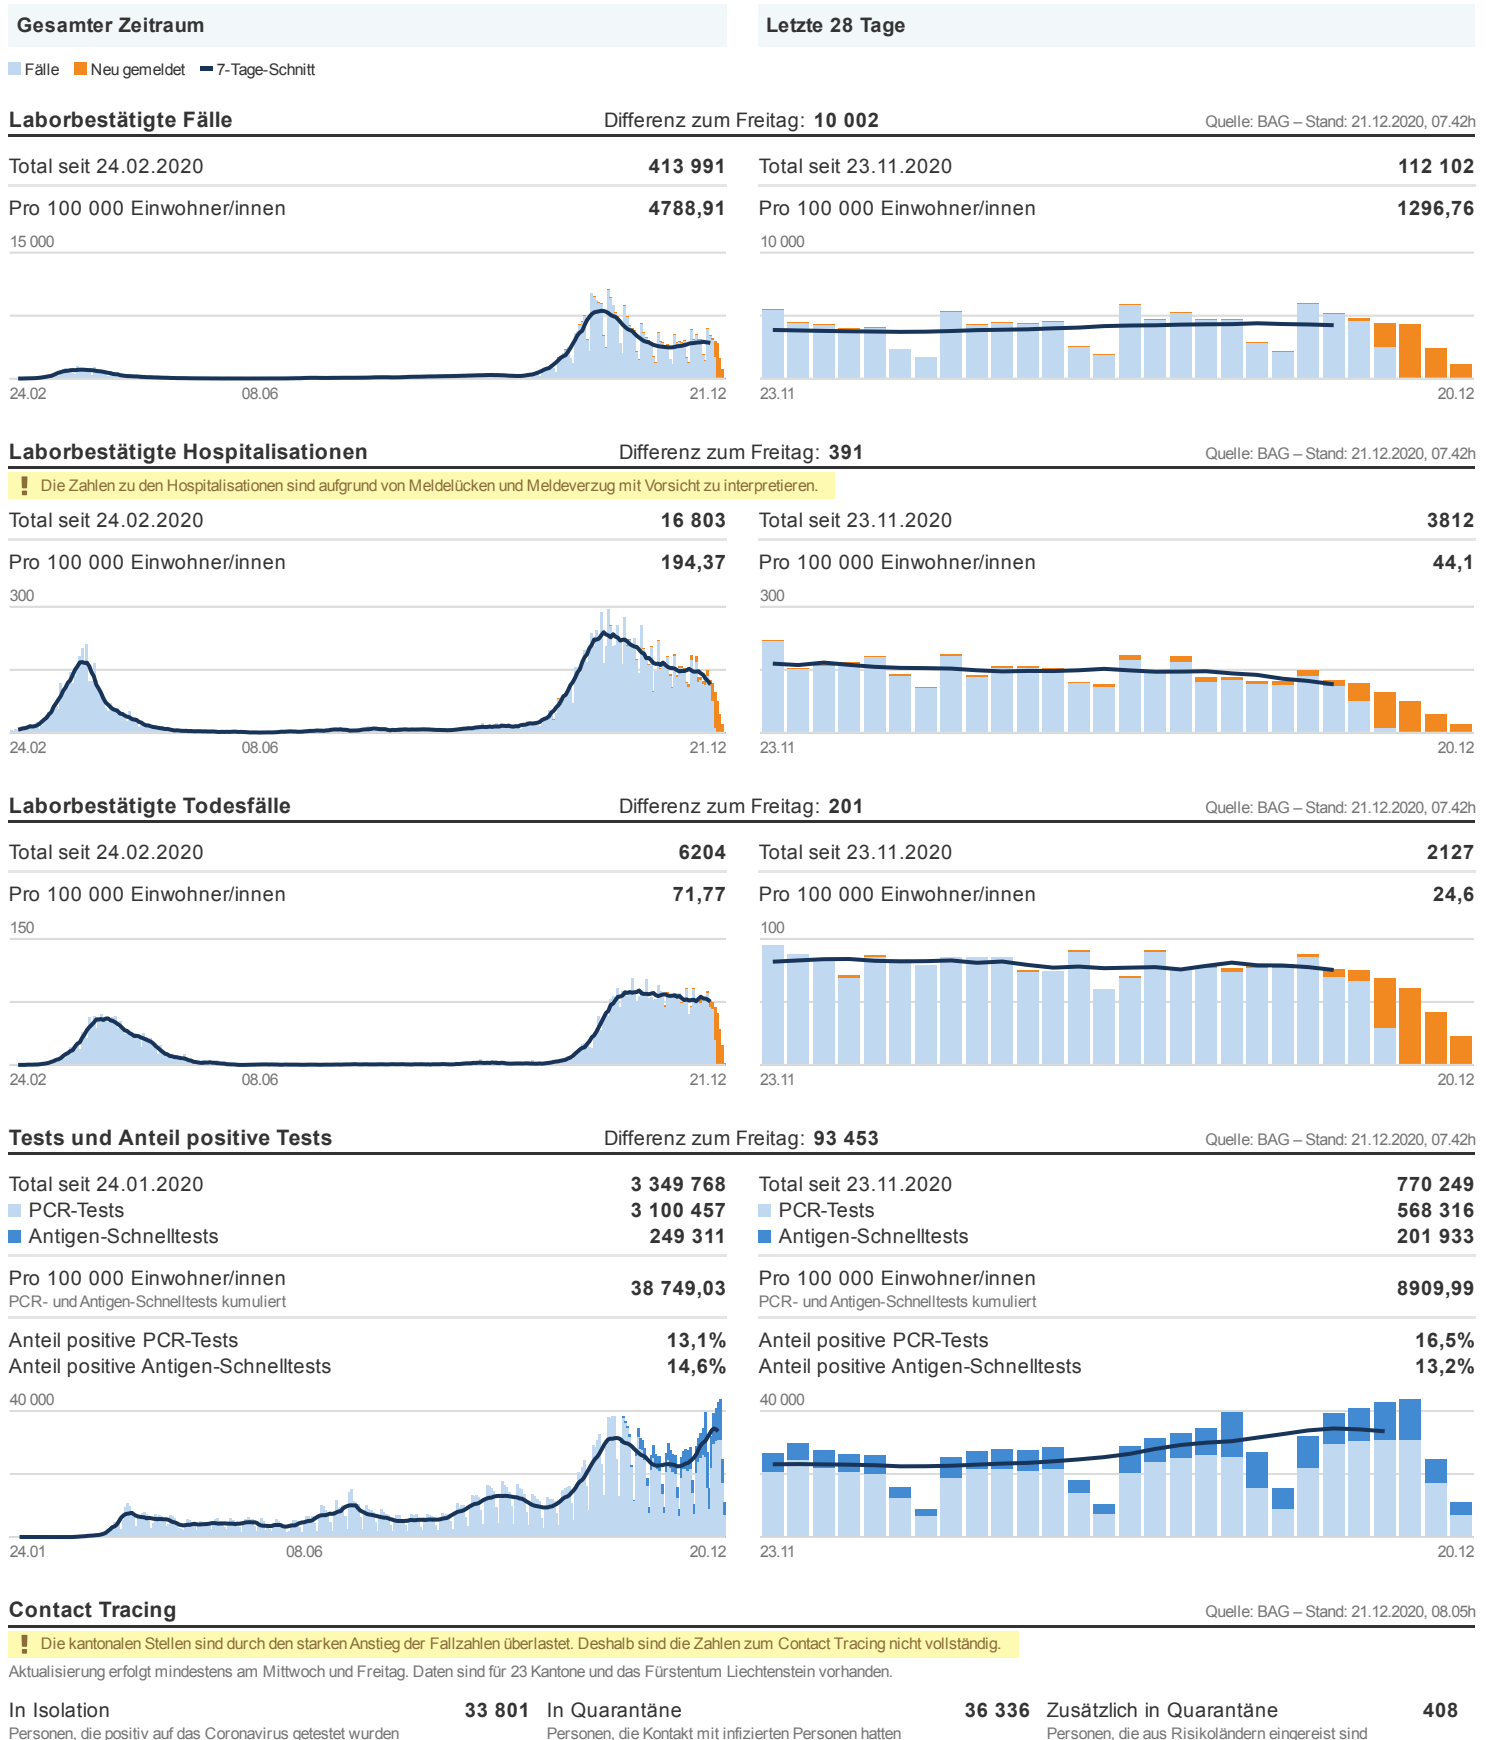 Gesamter Zeitraum
Letzte 28 Tage
Fälle Neu gemeldet 7-Tage-Schnitt
Laborbestätigte Fälle Differenz zum Freitag: 10 002 Quelle: BAG – Stand: 21.12.2020, 07.42h
Total seit 24.02.2020 413 991 Total seit 23.11.2020 112 102
Pro 100 000 Einwohner/innen 4788,91 Pro 100 000 Einwohner/innen 1296,76
15 000 10 000
24.02 08.06 21.12 23.11 20.12
Laborbestätigte Hospitalisationen Differenz zum Freitag: 391 Quelle: BAG – Stand: 21.12.2020, 07.42h
! Die Zahlen zu den Hospitalisationen sind aufgrund von Meldelücken und Meldeverzug mit Vorsicht zu interpretieren.
Total seit 24.02.2020 16 803 Total seit 23.11.2020 3812
Pro 100 000 Einwohner/innen 194,37 Pro 100 000 Einwohner/innen 44,1
300 300
24.02 08.06 21.12 23.11 20.12
Laborbestätigte Todesfälle Differenz zum Freitag: 201 Quelle: BAG – Stand: 21.12.2020, 07.42h
Total seit 24.02.2020 6204 Total seit 23.11.2020 2127
Pro 100 000 Einwohner/innen 71,77 Pro 100 000 Einwohner/innen 24,6
150 100
24.02 08.06 21.12 23.11 20.12
Tests und Anteil positive Tests Differenz zum Freitag: 93 453 Quelle: BAG – Stand: 21.12.2020, 07.42h
Total seit 24.01.2020 3 349 768 Total seit 23.11.2020 770 249
PCR-Tests 3 100 457 PCR-Tests 568 316
Antigen-Schnelltests 249 311 Antigen-Schnelltests 201 933
Pro 100 000 Einwohner/innen 38 749,03 Pro 100 000 Einwohner/innen 8909,99
PCR- und Antigen-Schnelltests kumuliert PCR- und Antigen-Schnelltests kumuliert
Anteil positive PCR-Tests 13,1% Anteil positive PCR-Tests 16,5%
Anteil positive Antigen-Schnelltests 14,6% Anteil positive Antigen-Schnelltests 13,2%
40 000 40 000
24.01 08.06 20.12 23.11 20.12
Contact Tracing Quelle: BAG – Stand: 21.12.2020, 08.05h
! Die kantonalen Stellen sind durch den starken Anstieg der Fallzahlen überlastet. Deshalb sind die Zahlen zum Contact Tracing nicht vollständig.
Aktualisierung erfolgt mindestens am Mittwoch und Freitag. Daten sind für 23 Kantone und das Fürstentum Liechtenstein vorhanden.
In Isolation 33 801 In Quarantäne 36 336 Zusätzlich in Quarantäne 408
Personen, die positiv auf das Coronavirus getestet wurden Personen, die Kontakt mit infizierten Personen hatten Personen, die aus Risikoländern eingereist sind